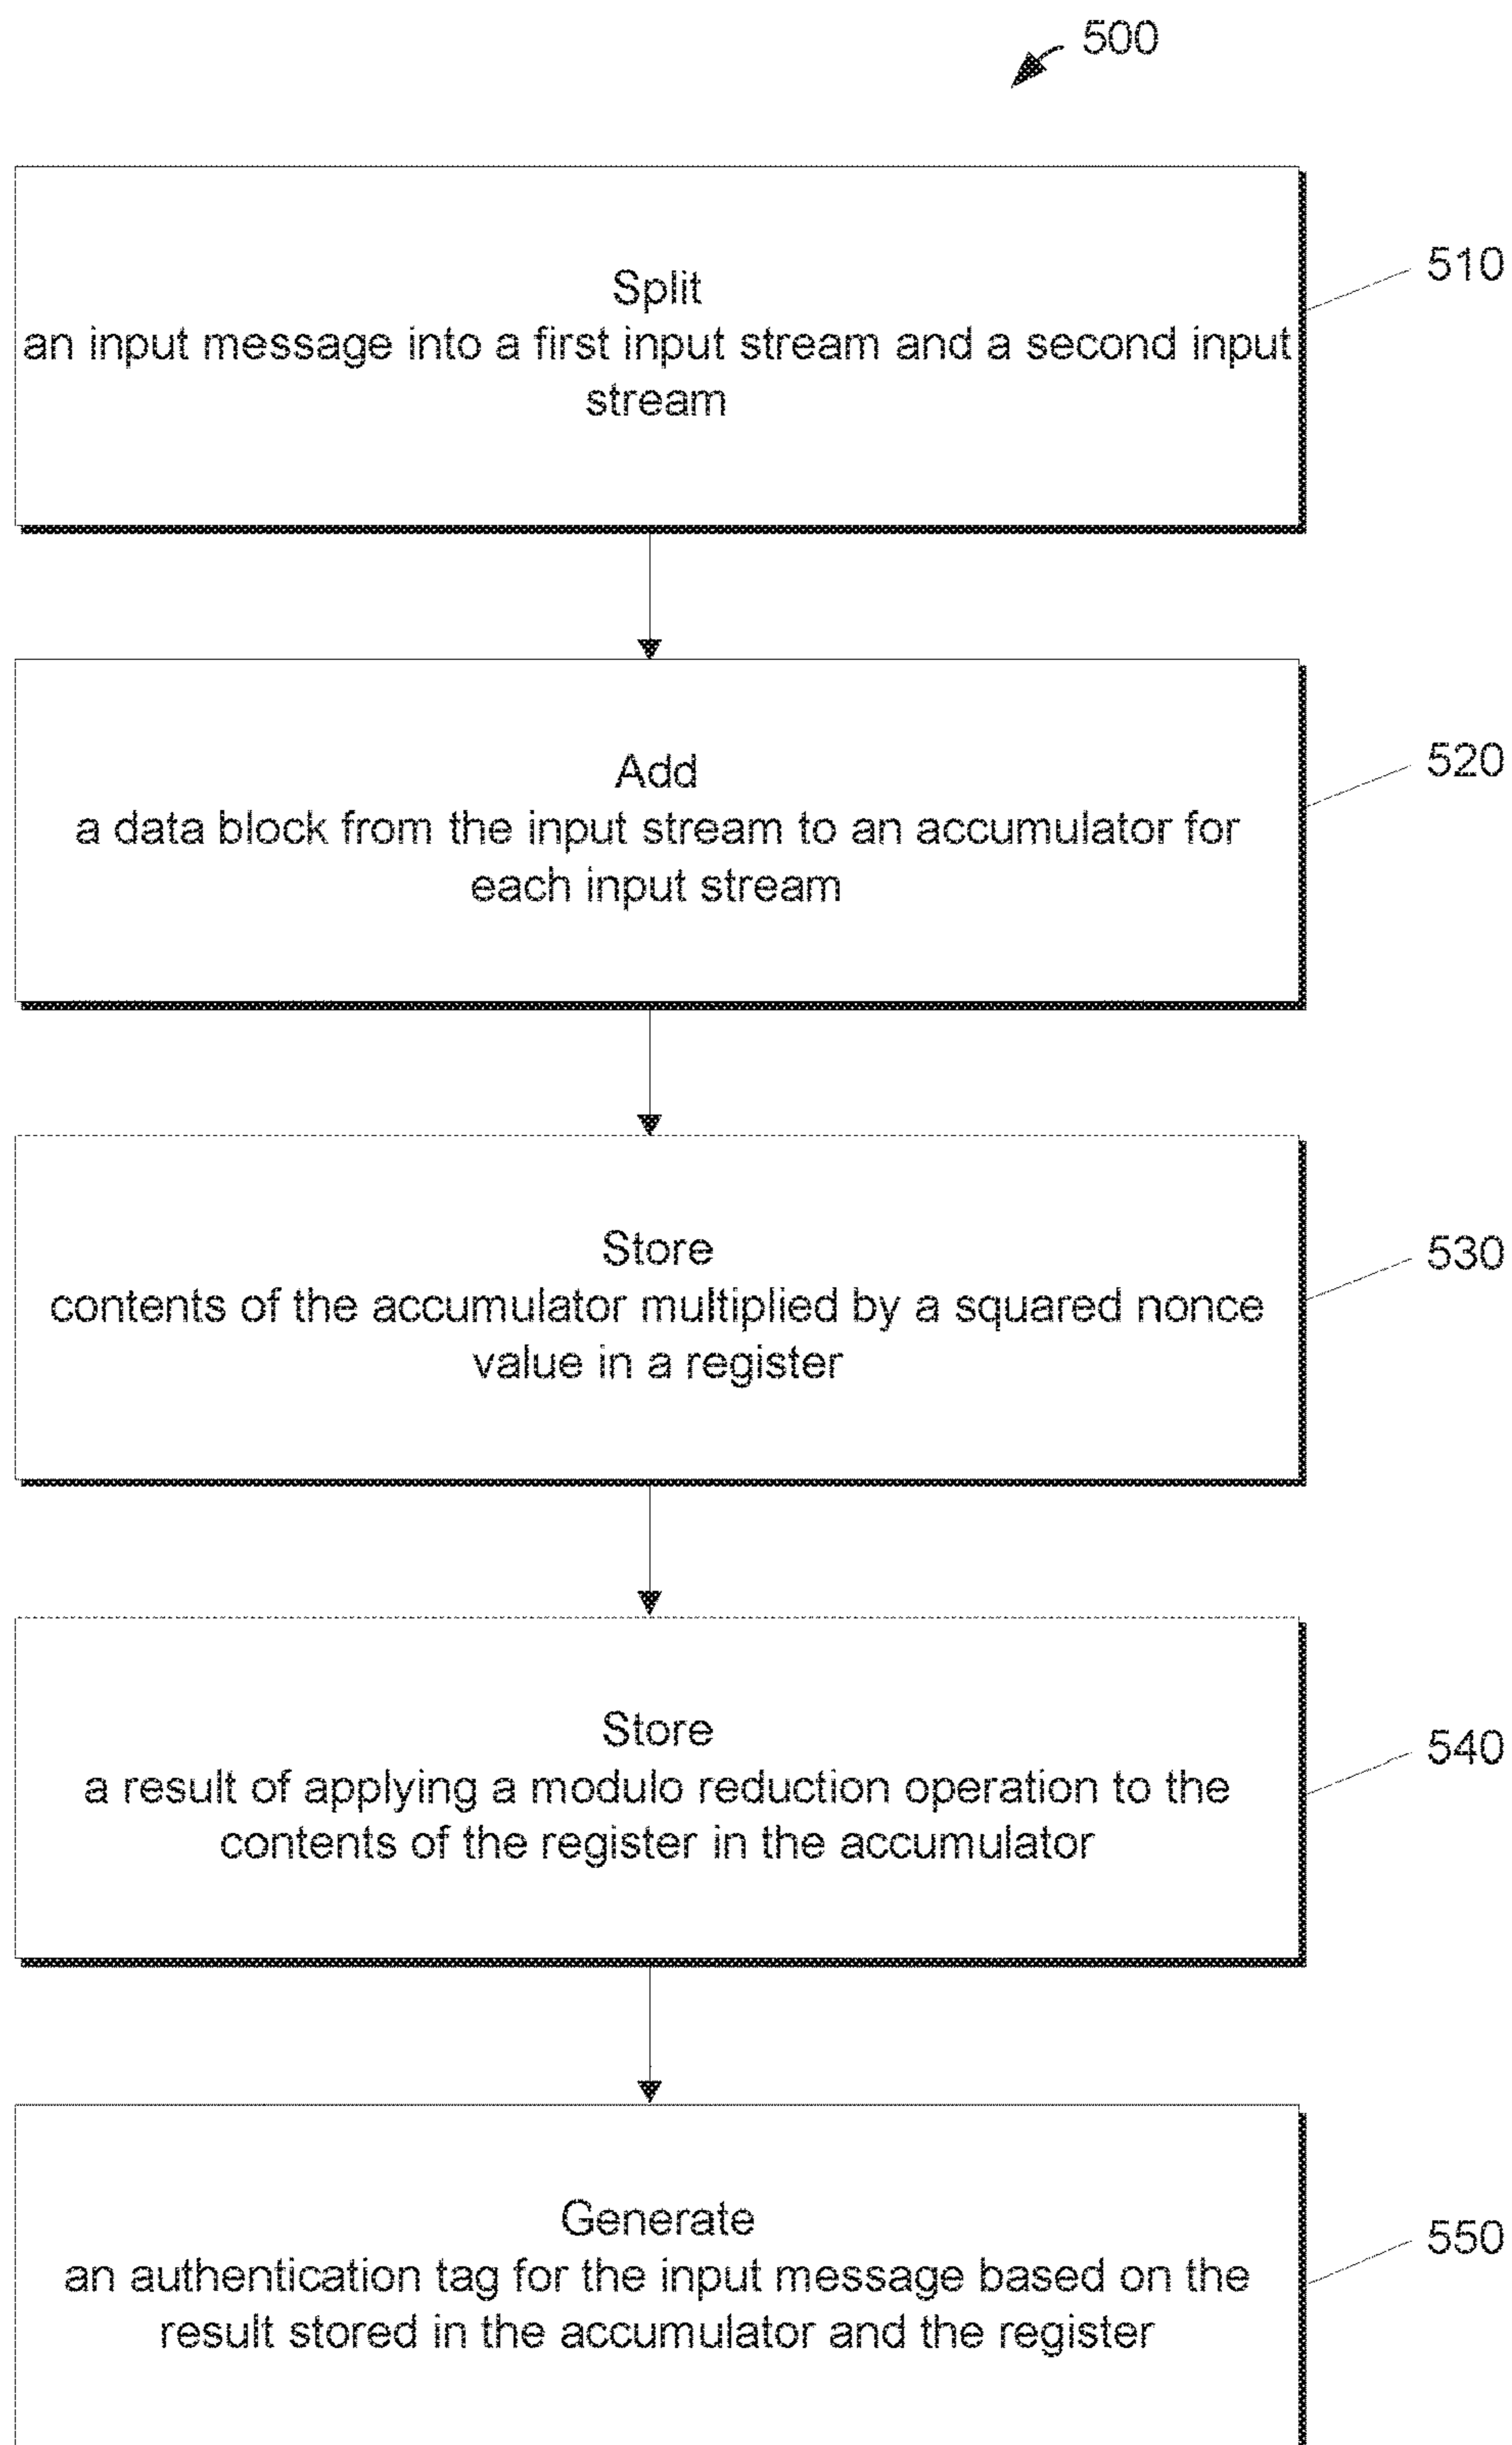 500
Split
an input message into a first input stream and a second input
stream
510
Add
a data block from the input stream to an accumulator for
each input stream
520
Store
contents of the accumulator multiplied by a squared nonce
value in a register
530
Store
a result of applying a modulo reduction operation to the
contents of the register in the accumulator
540
Generate
an authentication tag for the input message based on the
result stored in the accumulator and the register
550